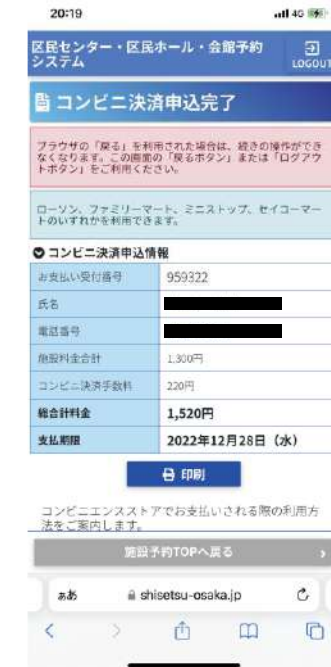 20:19
4G
区民センター・区民ホール・会館予約
システム
LOGOUT
コンビニ決済申込完了
ブラウザの「戻る」を利用された場合は、続きの操作ができ
なくなります。この画面の「戻るボタン」または「ログアウ
トボタン」をご利用ください。
ローソン、ファミリーマート、ミニストップ、セイコーマー
トのいずれかを利用できます。
コンビニ決済申込情報
お支払い受付番号 959322
氏名
電話番号
施設料金合計 1,300円
コンビニ決済手数料 220円
総合計料金 1,520円
支払期限 2022年12月28日(水)
印刷
コンビニエンスストアでお支払いされる際の利用方
法をご案内します。
施設予約TOPへ戻る
ぁあ shisetsu-osaka.jp